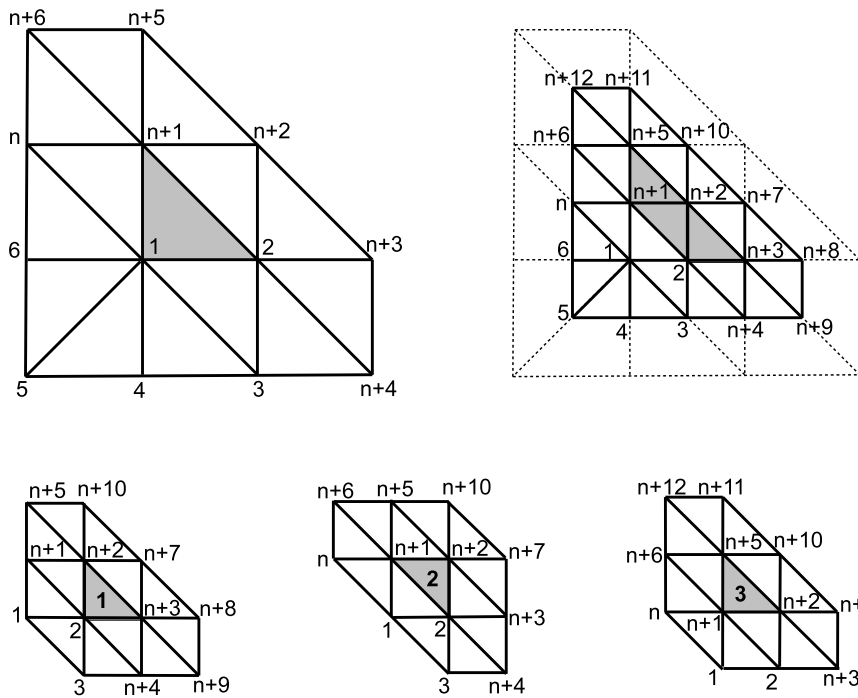 n+6 n+5
n n+1 n+2
6 1 2 n+3
5 4 3 n+4
n+12 n+11
n+6 n+5 n+10
n n+1 n+2 n+7
6 1 2 n+3 n+8
5 4 3 n+4 n+9
n+5 n+10
n+1 n+2 n+7
1
1 2 n+3 n+8
3 n+4 n+9
n+6 n+5 n+10
n n+1 n+2 n+7
2
1 2 n+3
3 n+4
n+12 n+11
n+6 n+5 n+10
3
n n+1 n+2 n+
1 2 n+3